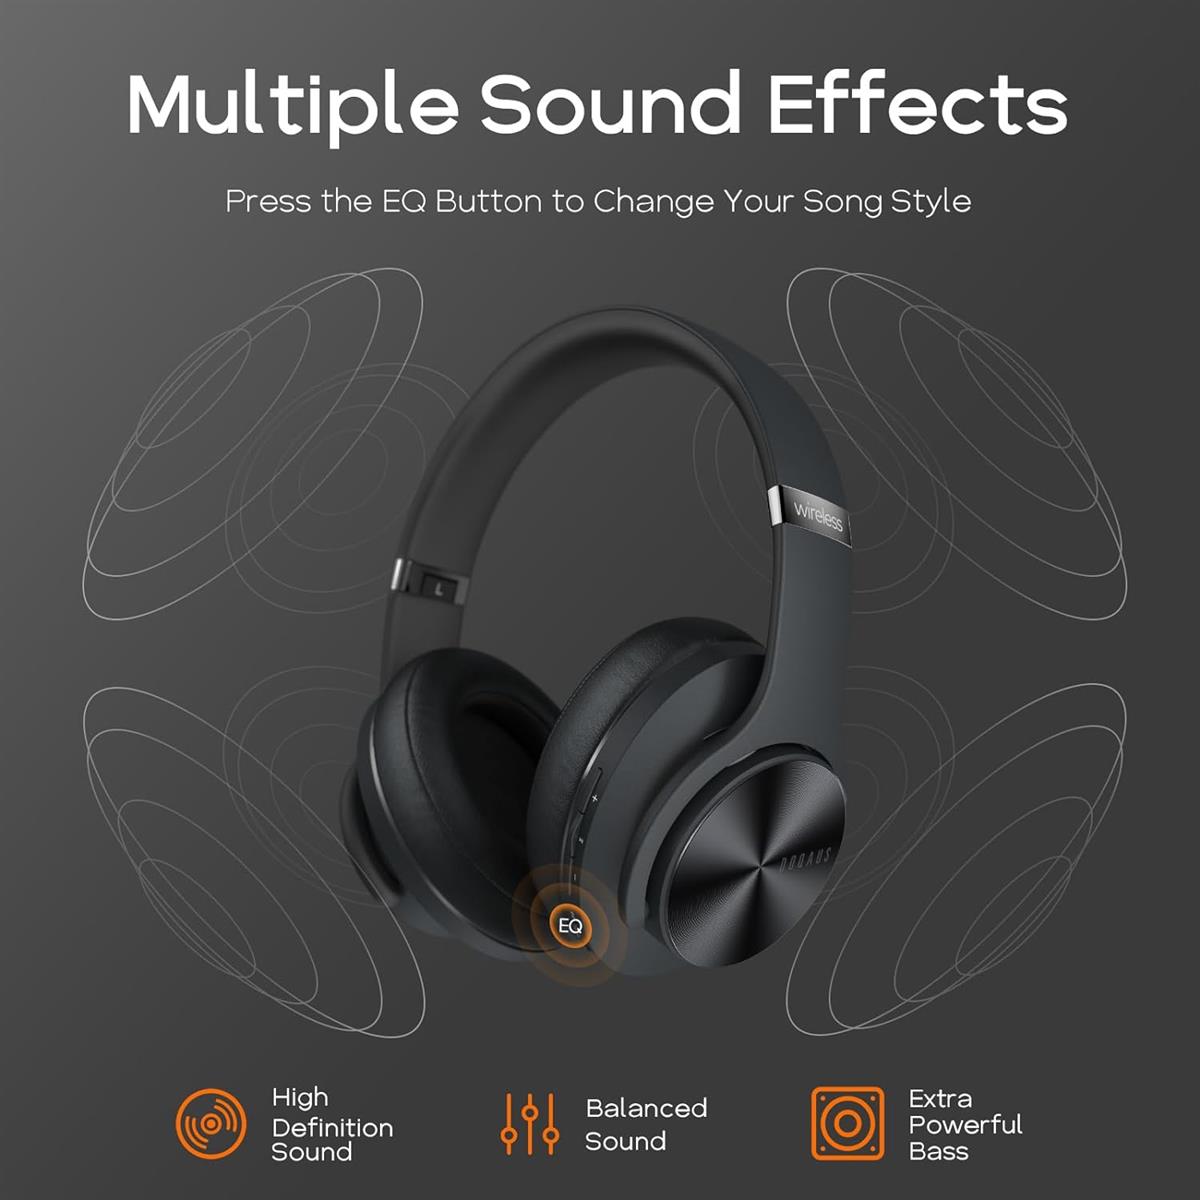 Multiple Sound Effects
Press the EQ Button to Change Your Song Style
wireless
L
DOQAUS
EQ
High
Definition
Sound
Balanced
Sound
Extra
Powerful
Bass